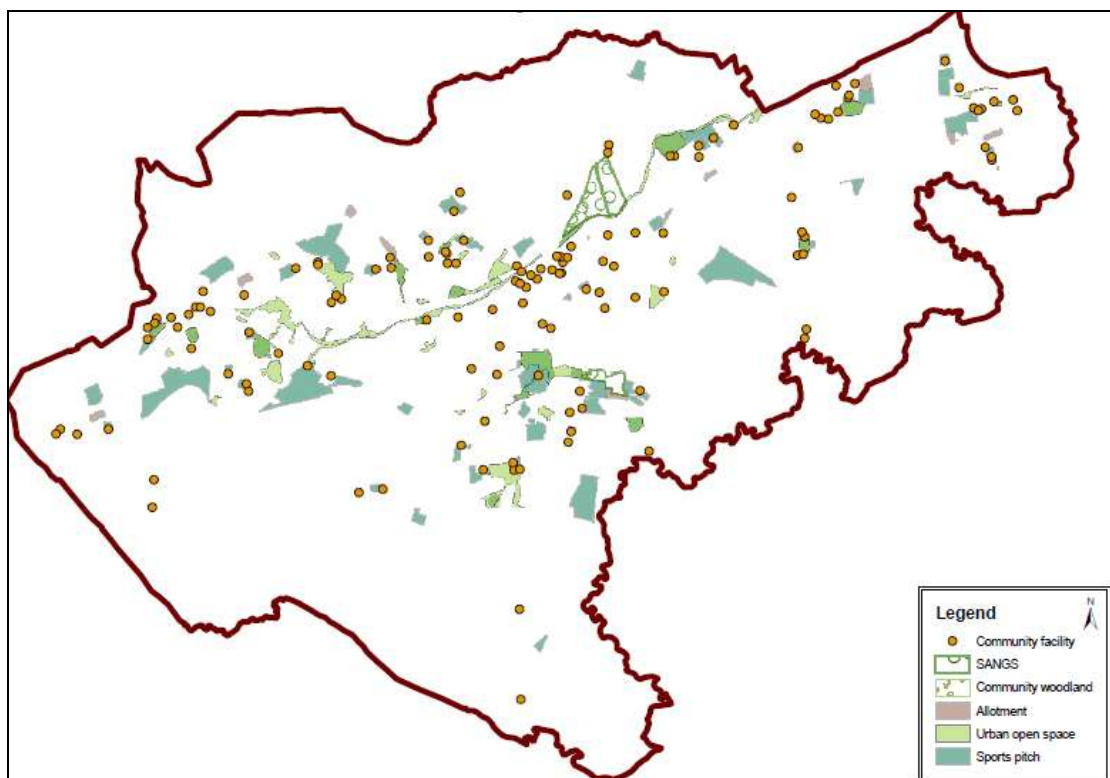 N
Legend
Community facility
SANGS
Community woodland
Allotment
Urban open space
Sports pitch